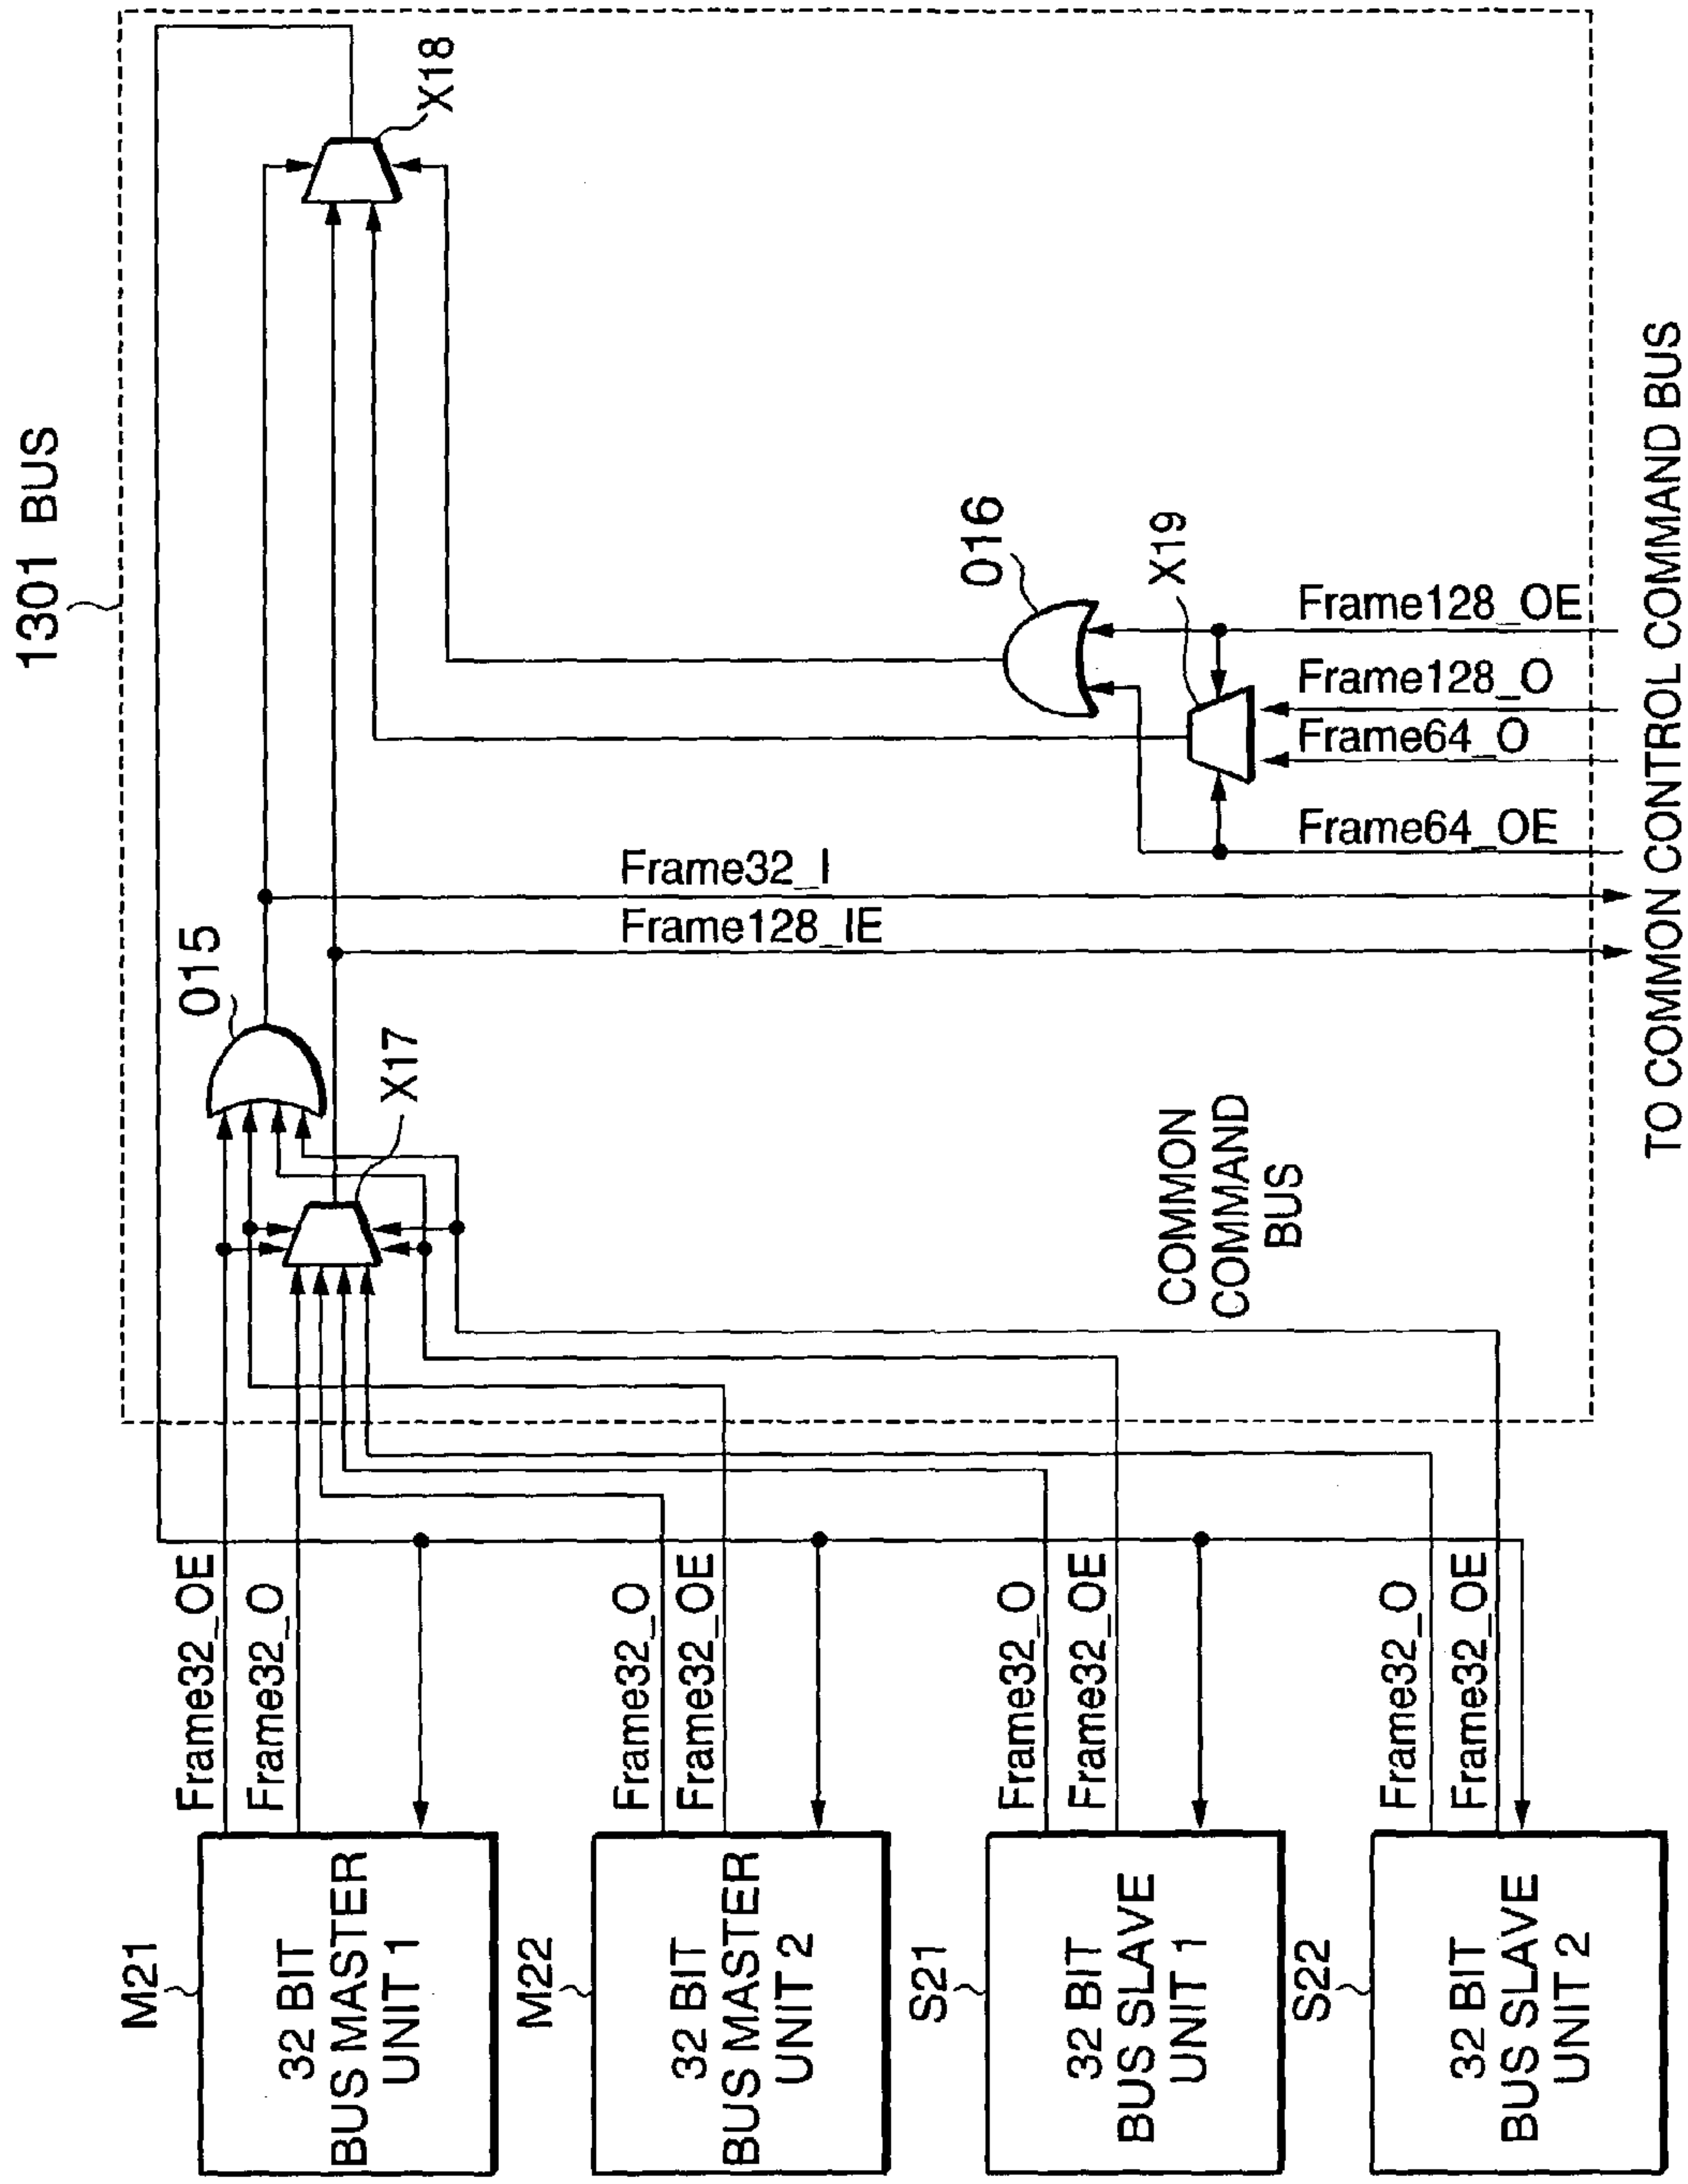 1301 BUS
X18
016
X19
Frame128_OE
Frame128_O
Frame64_O
Frame64_OE
Frame32_I
Frame128_IE
015
X17
COMMON
COMMAND
BUS
TO COMMON CONTROL COMMAND BUS
Frame32_OE
Frame32_O
Frame32_O
Frame32_OE
Frame32_O
Frame32_OE
Frame32_O
Frame32_OE
M21
32 BIT
BUS MASTER
UNIT 1
M22
32 BIT
BUS MASTER
UNIT 2
S21
32 BIT
BUS SLAVE
UNIT 1
S22
32 BIT
BUS SLAVE
UNIT 2